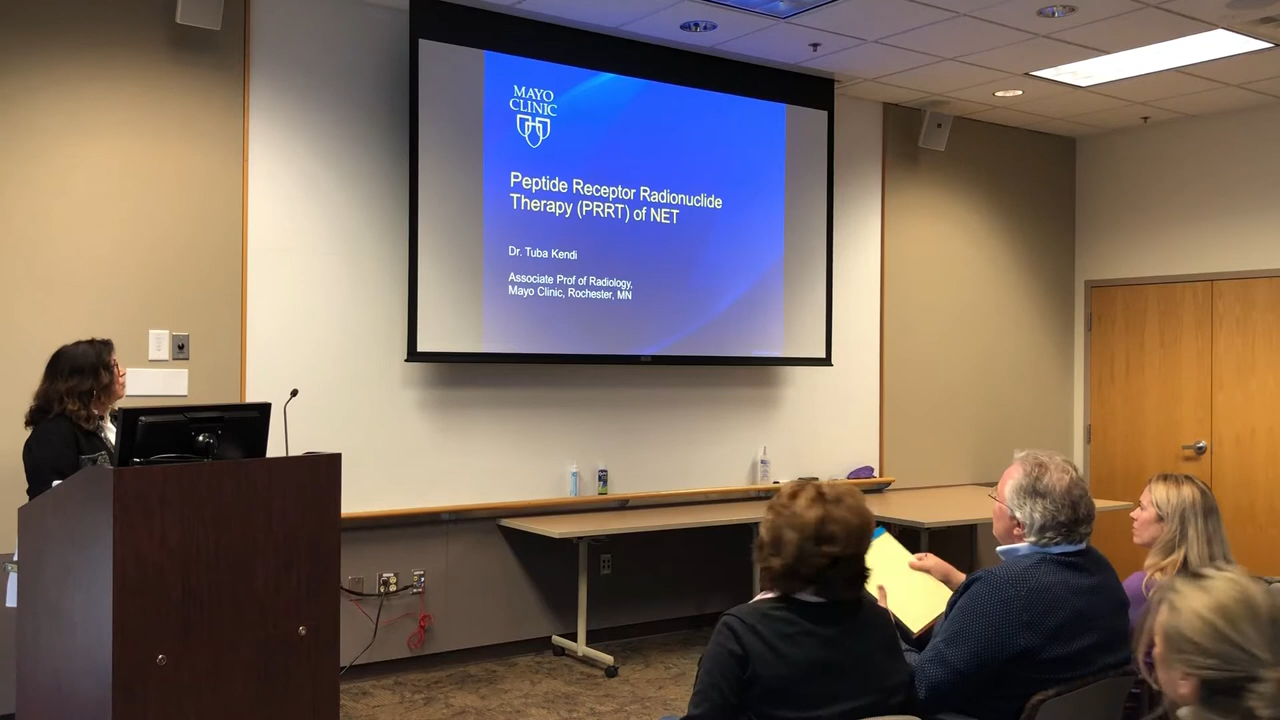 MAYO
CLINIC
Peptide Receptor Radionuclide
Therapy (PRRT) of NET
Dr. Tuba Kendi
Associate Prof of Radiology,
Mayo Clinic, Rochester, MN